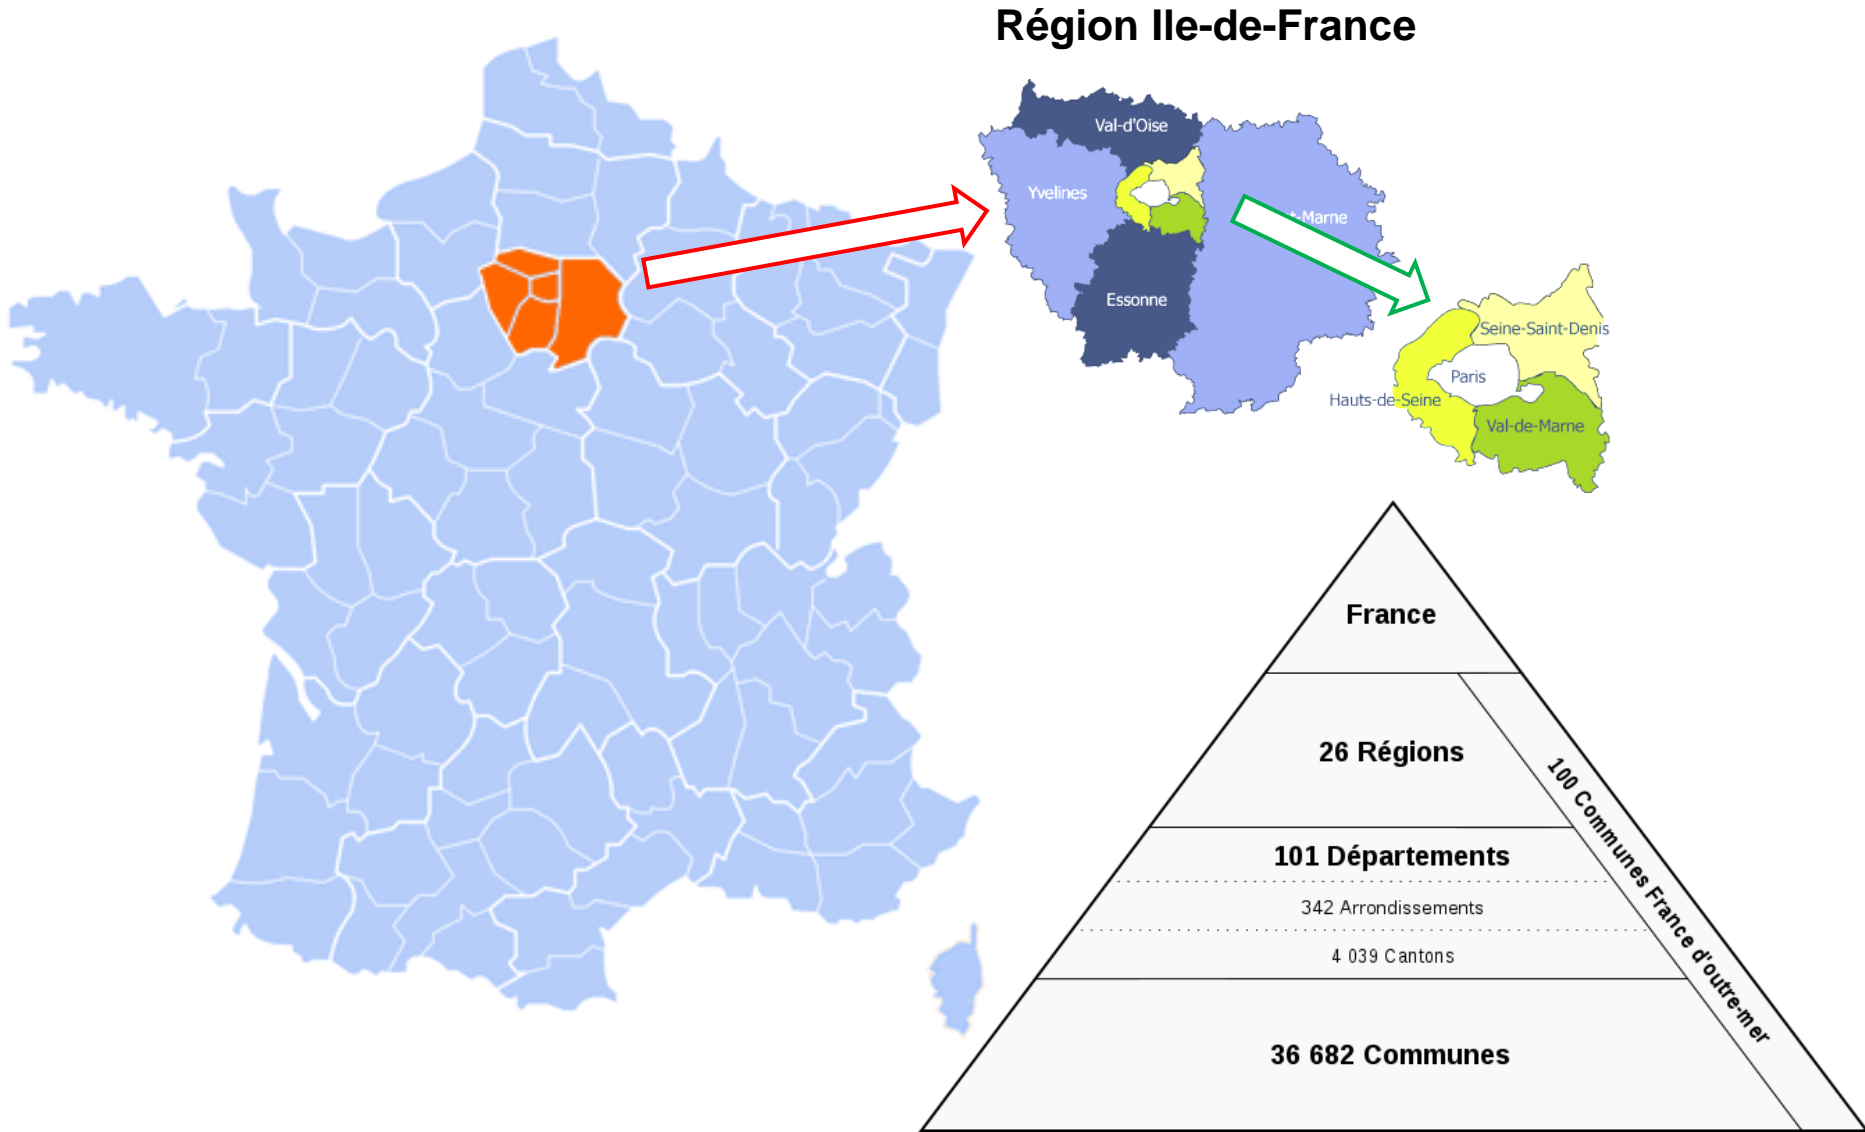 Région Ile-de-France
Val-d'Oise
Yvelines
t-Marne
Essonne
Seine-Saint-Denis
Paris
Hauts-de-Seine
Val-de-Marne
France
26 Régions
100 Communes France d'outre-mer
101 Départements
342 Arrondissements
4 039 Cantons
36 682 Communes